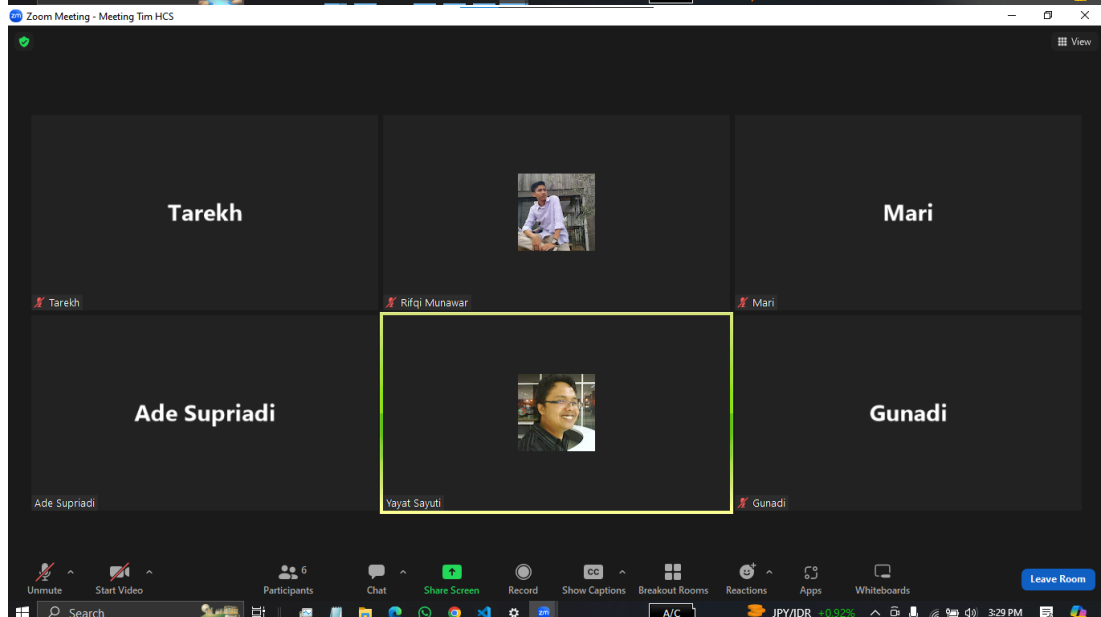 zm Zoom Meeting - Meeting Tim HCS
View
Tarekh
Mari
Tarekh
Rifqi Munawar
Mari
Ade Supriadi
Gunadi
Ade Supriadi
Yayat Sayuti
Gunadi
6
CC
Unmute
Start Video
Participants
Chat
Share Screen
Record
Show Captions
Breakout Rooms
Reactions
Apps
Whiteboards
Leave Room
Search
zm
A/C
JPY/IDR +0.92%
3:29 PM